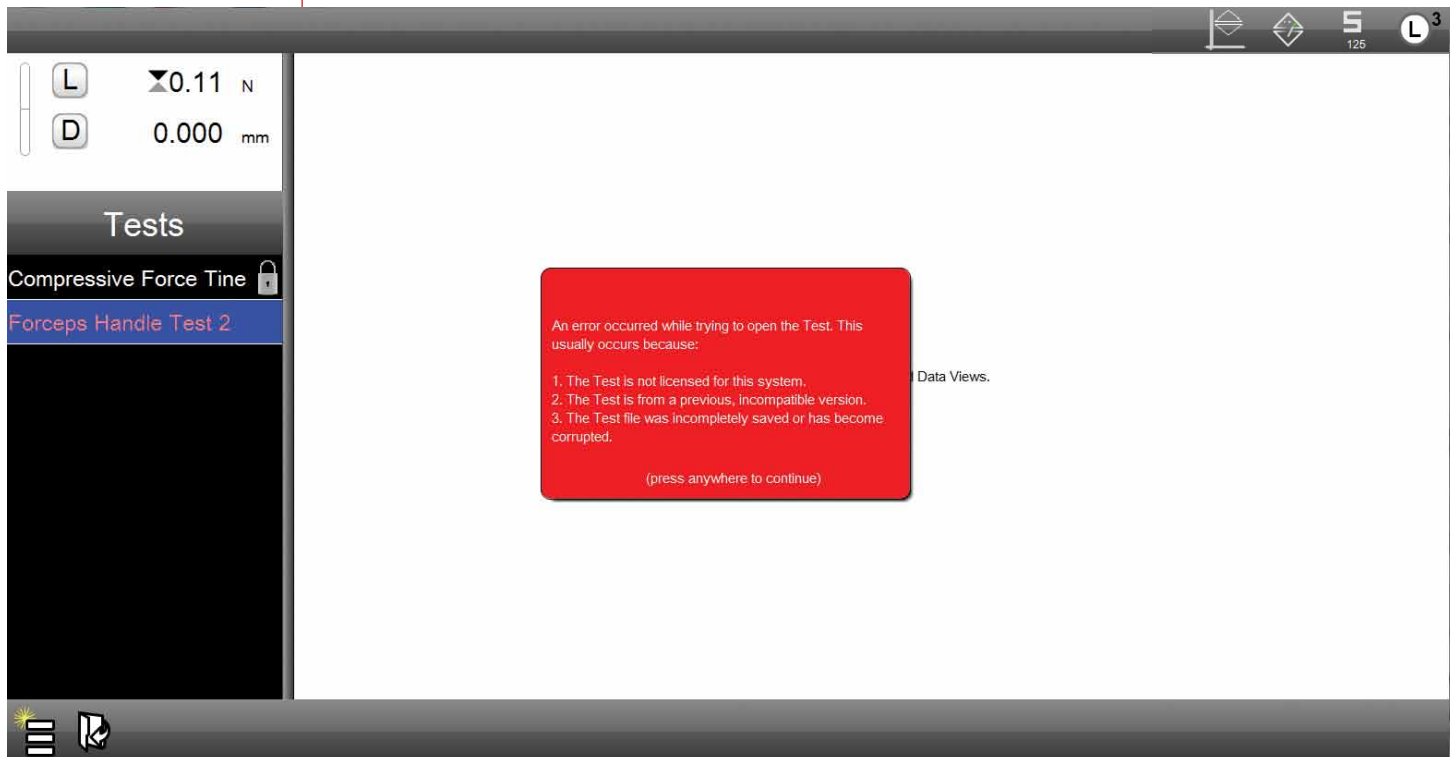 S
125
L 3
L 0.11 N
D 0.000 mm
Tests
Compressive Force Tine
Forceps Handle Test 2
An error occurred while trying to open the Test. This
usually occurs because:
1. The Test is not licensed for this system.
2. The Test is from a previous, incompatible version.
3. The Test file was incompletely saved or has become
corrupted.
(press anywhere to continue)
Data Views.